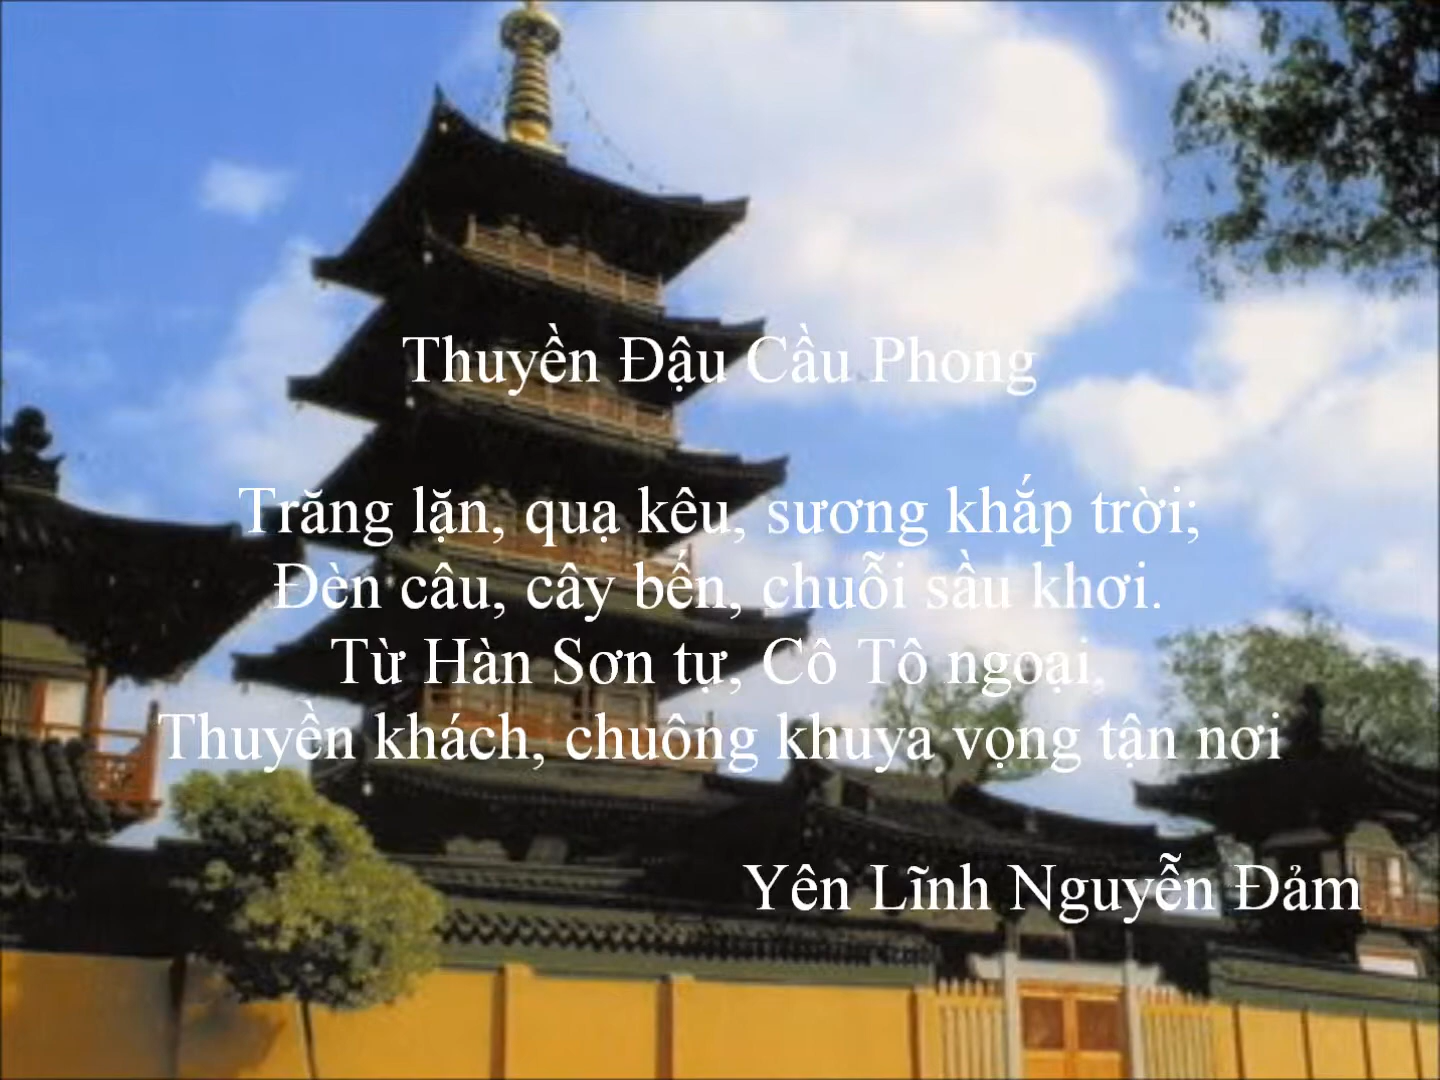 Thuyền Đậu Cầu Phong
Trăng lặn, quạ kêu, sương khắp trời;
Đèn câu, cây bến, chuỗi sầu khơi.
Từ Hàn Sơn tự, Cô Tô ngoại,
Thuyền khách, chuông khuya vọng tận nơi
Yên Lĩnh Nguyễn Đảm